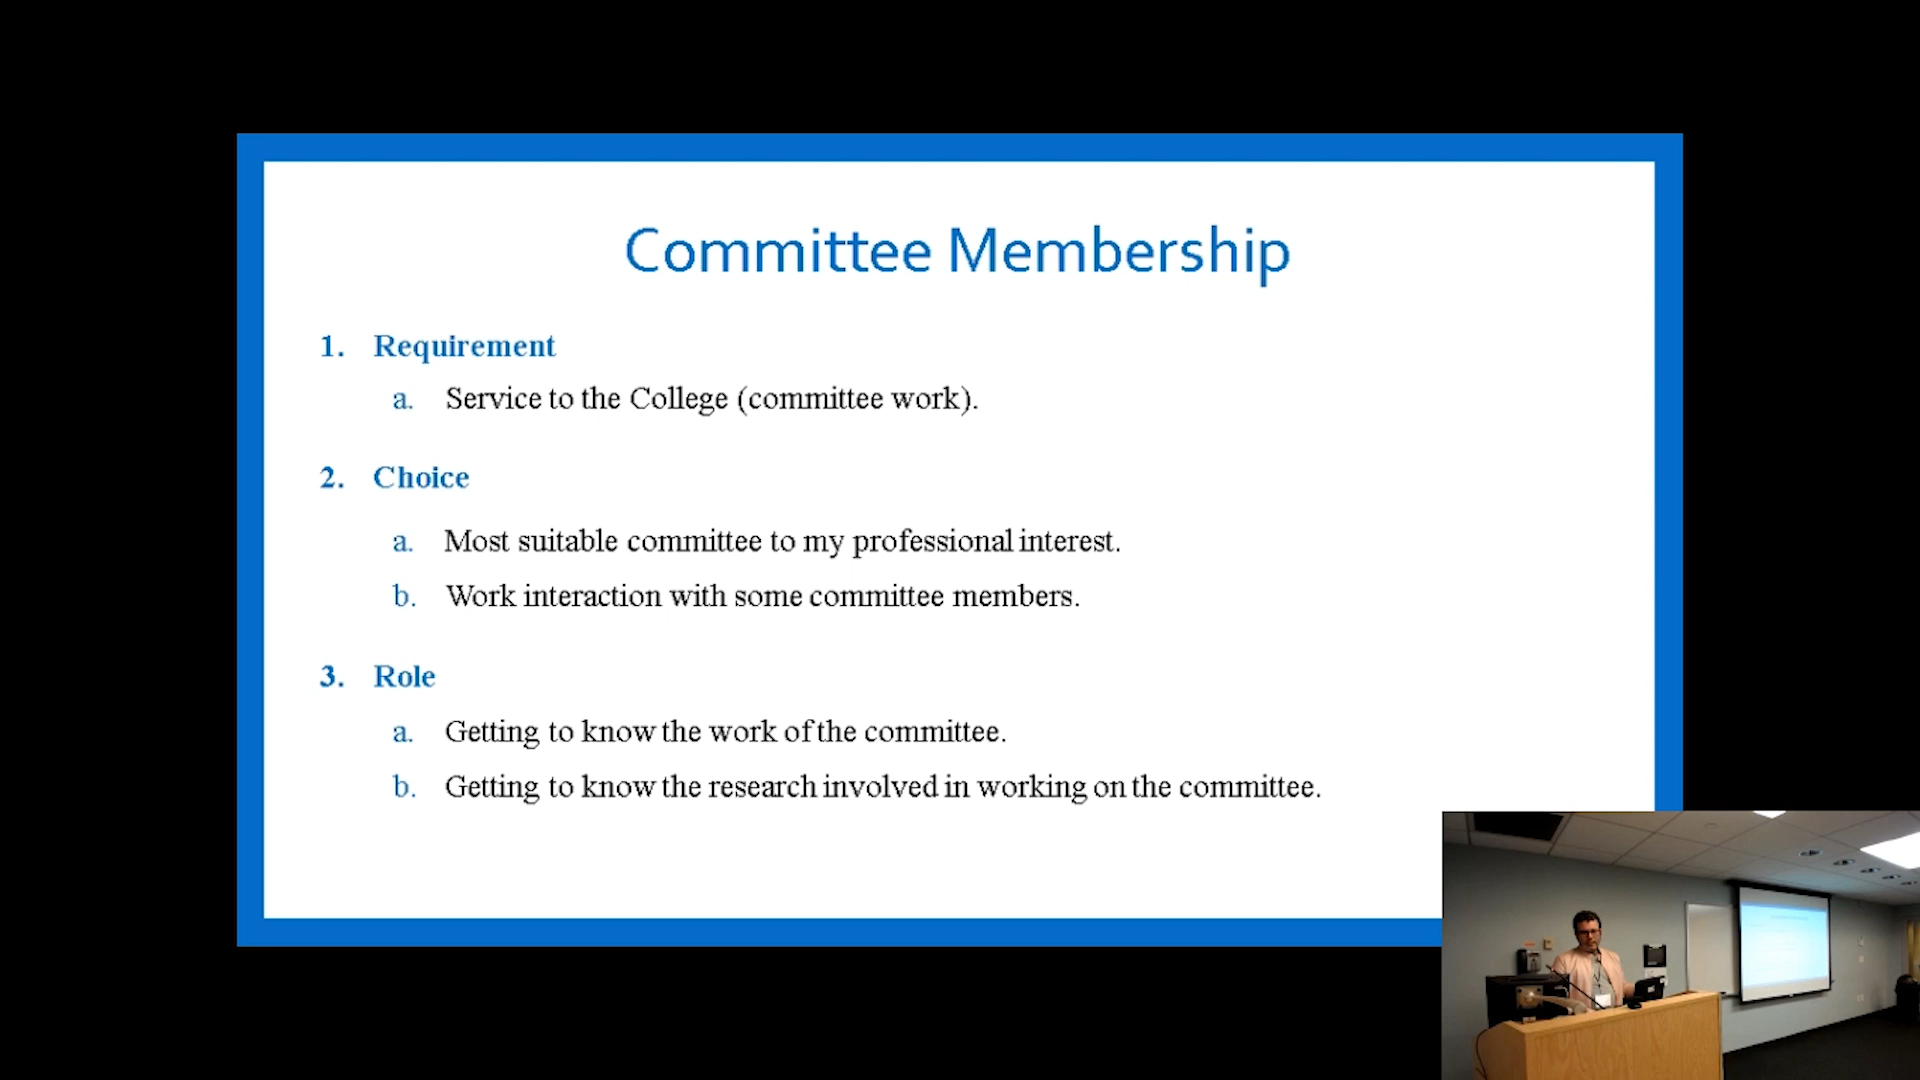 Committee Membership
1. Requirement
a. Service to the College (committee work).
2. Choice
a. Most suitable committee to my professional interest.
b. Work interaction with some committee members.
3. Role
a. Getting to know the work of the committee.
b. Getting to know the research involved in working on the committee.